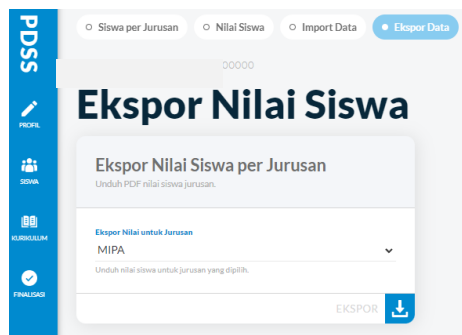 PDSS
Siswa per Jurusan
Nilai Siswa
Import Data
Ekspor Data
00000
Ekspor Nilai Siswa
PROFIL
SISWA
KURIKULUM
FINALISASI
Ekspor Nilai Siswa per Jurusan
Unduh PDF nilai siswa jurusan.
Ekspor Nilai untuk Jurusan
MIPA
Unduh nilai siswa untuk jurusan yang dipilih.
EKSPOR